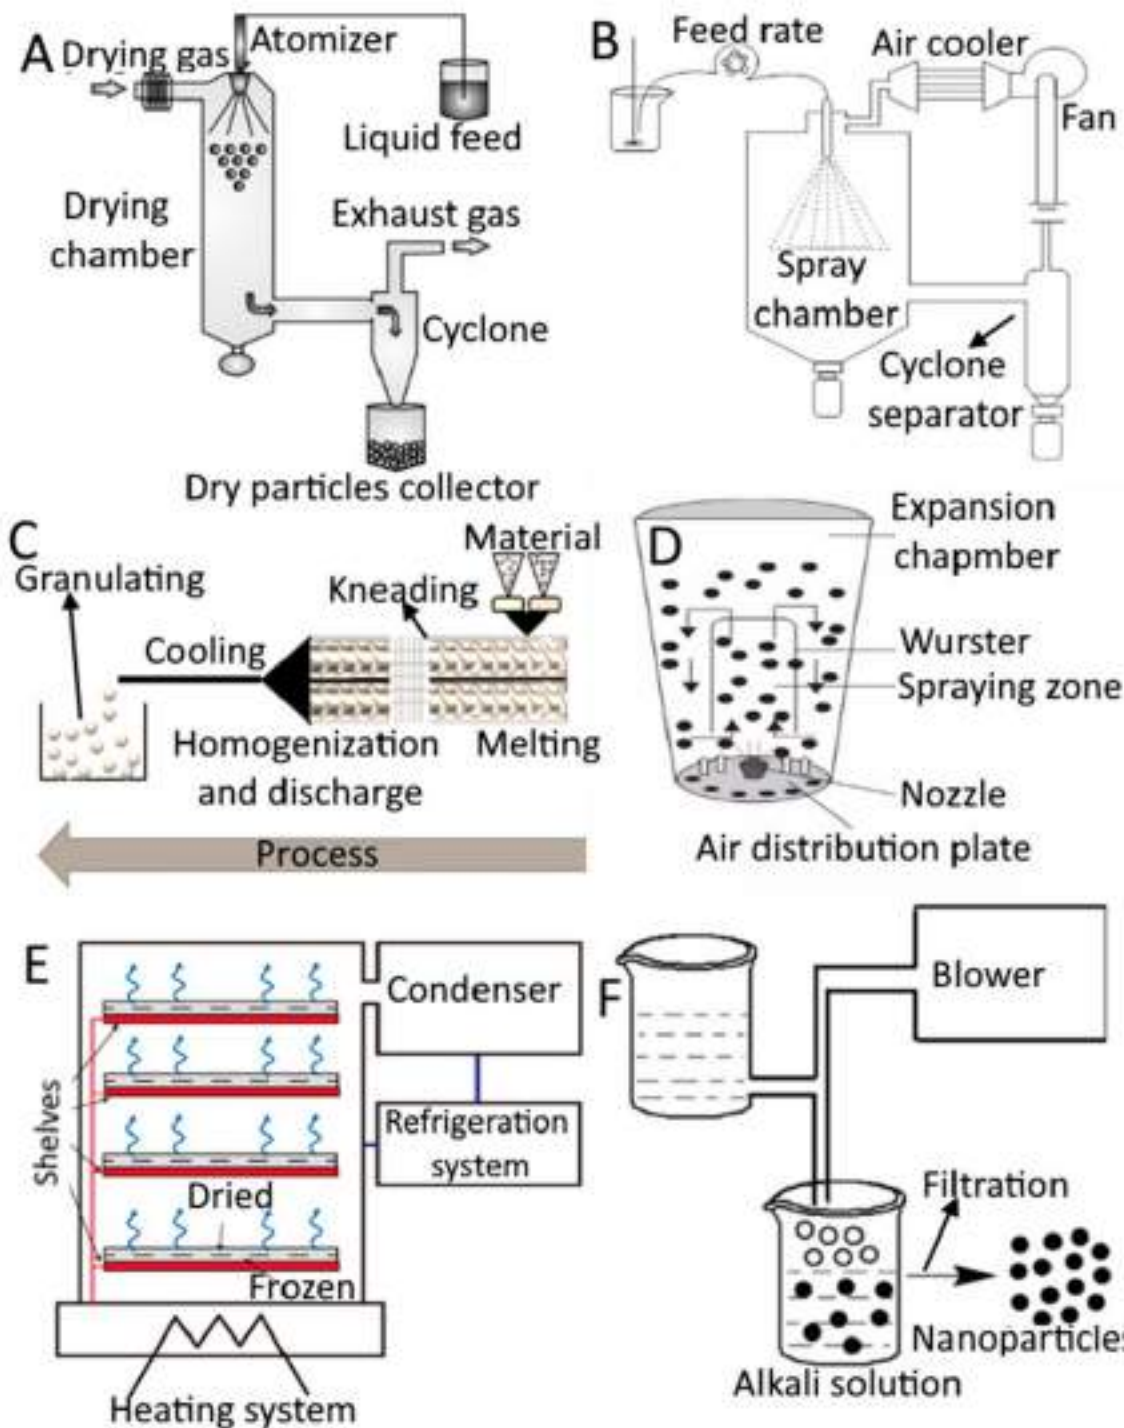 A
Drying gas
Atomizer
Liquid feed
Drying
chamber
Exhaust gas
Cyclone
Dry particles collector
B
Feed rate
Air cooler
Fan
Spray
chamber
Cyclone
separator
C
Granulating
Material
Kneading
Cooling
Homogenization
and discharge
Melting
Process
D
Expansion
chapmber
Wurster
Spraying zone
Nozzle
Air distribution plate
E
Condenser
Refrigeration
system
Shelves
Dried
Frozen
Heating system
F
Blower
Filtration
Nanoparticles
Alkali solution